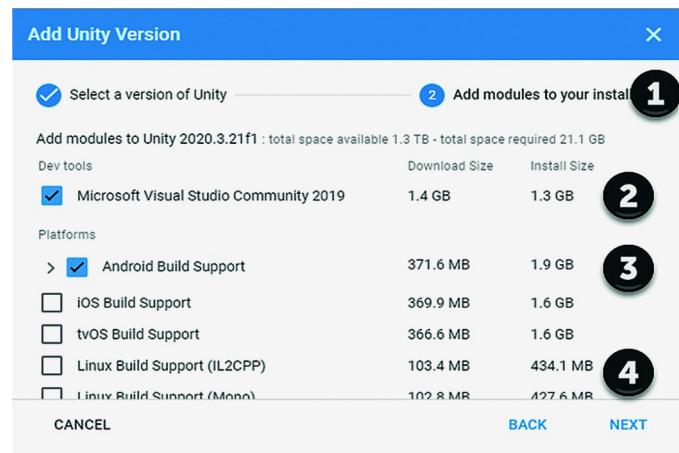 Add Unity Version
Select a version of Unity 2 Add modules to your install 1
Add modules to Unity 2020.3.21f1 : total space available 1.3 TB - total space required 21.1 GB
Dev tools Download Size Install Size
Microsoft Visual Studio Community 2019 1.4 GB 1.3 GB 2
Platforms
Android Build Support 371.6 MB 1.9 GB 3
iOS Build Support 369.9 MB 1.6 GB
tvOS Build Support 366.6 MB 1.6 GB
Linux Build Support (IL2CPP) 103.4 MB 434.1 MB 4
Linux Build Support (Mono) 102.8 MB 427.6 MB
CANCEL BACK NEXT